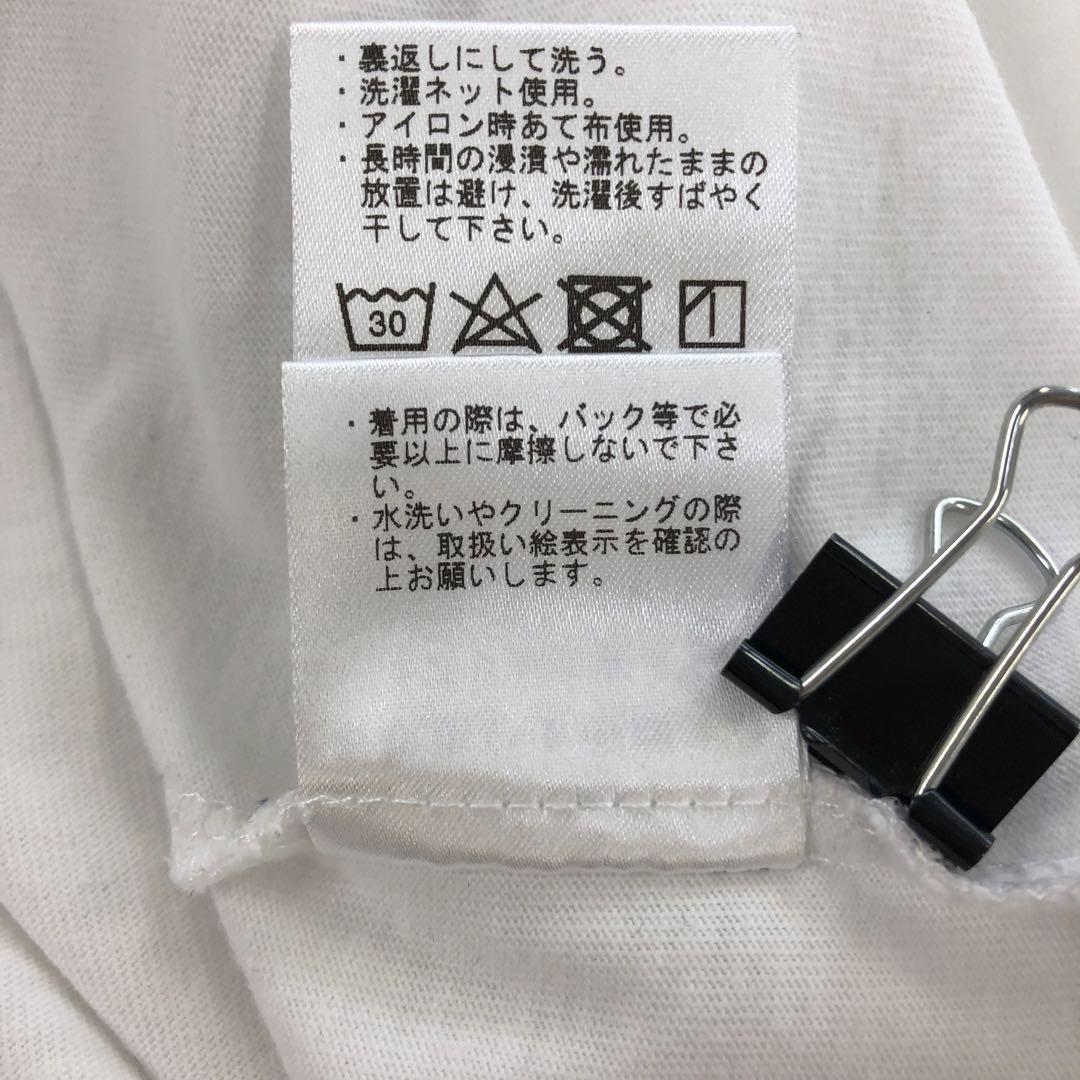 ・裏返しにして洗う。
・洗濯ネット使用。
・アイロン時あて布使用。
・長時間の浸漬や濡れたままの
放置は避け、洗濯後すばやく
干して下さい。
30
・着用の際は、バック等で必
要以上に摩擦しないで下さ
い。
・水洗いやクリーニングの際
は、取扱い絵表示を確認の
上お願いします。